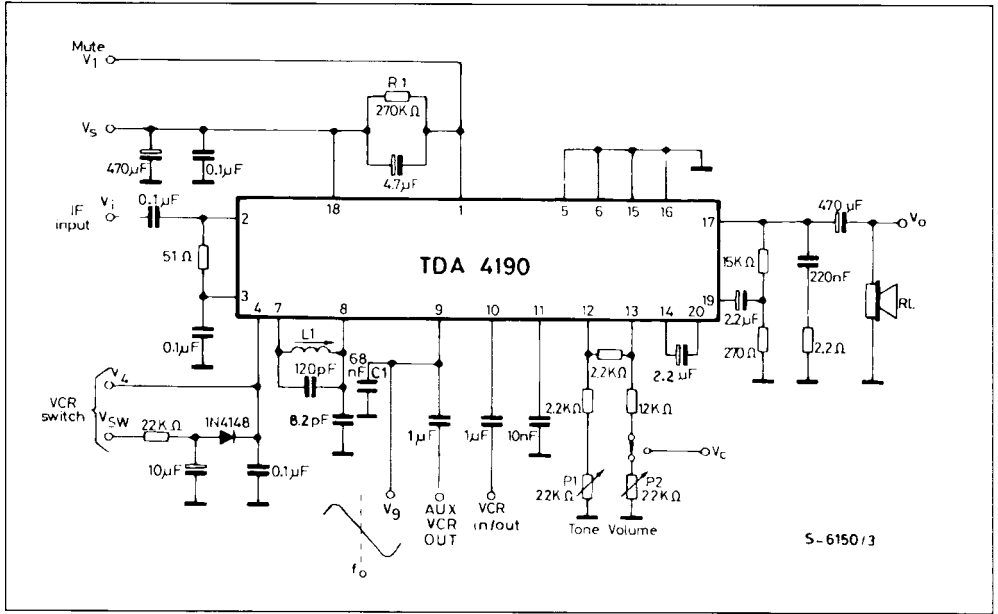 Mute
V1
R1
270KΩ
Vs
470µF
0.1µF
4.7µF
IF
input
Vi
0.1µF
18
1
5
6
15
16
2
17
470 µF
Vo
51Ω
TDA 4190
15KΩ
220nF
3
19
RL
4
7
8
9
10
11
12
13
14
20
2.2µF
0.1µF
L1
120pF
68
nF
C1
2.2KΩ
2.2 µF
270Ω
2.2Ω
V4
VCR
switch
VSW
22KΩ
1N4148
8.2pF
1µF
1µF
10nF
2.2KΩ
12KΩ
Vc
10µF
0.1µF
P1
22KΩ
P2
22KΩ
V9
AUX
VCR
OUT
VCR
in/out
Tone
Volume
fo
S-6150/3